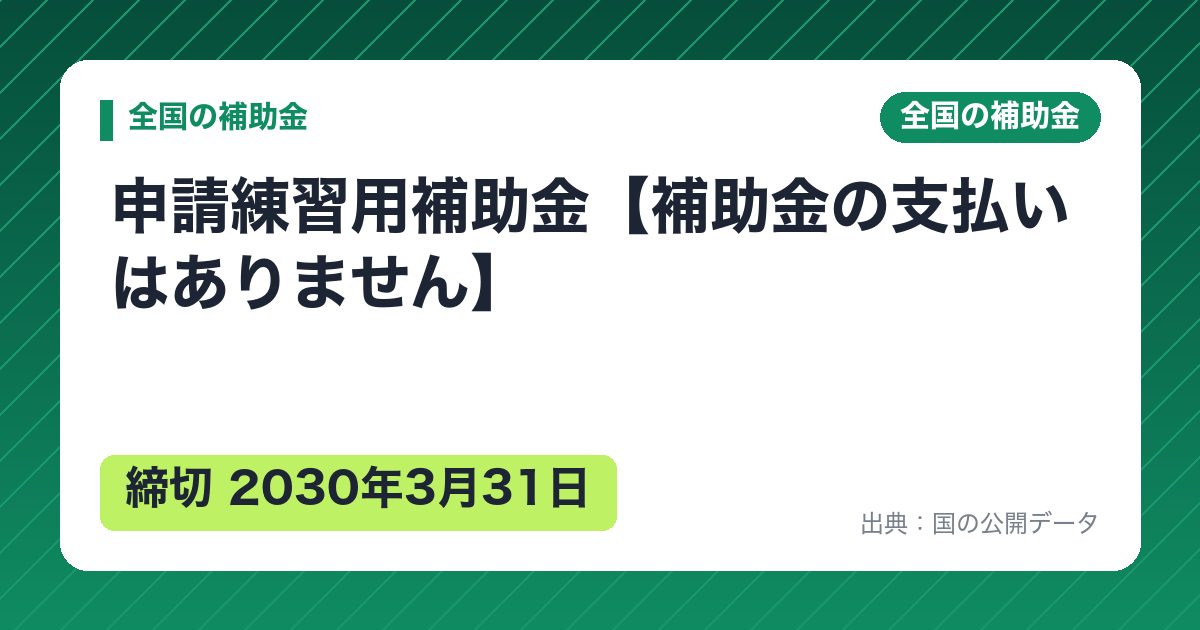 全国の補助金
全国の補助金
申請練習用補助金【補助金の支払い
はありません】
締切 2030年3月31日
出典：国の公開データ